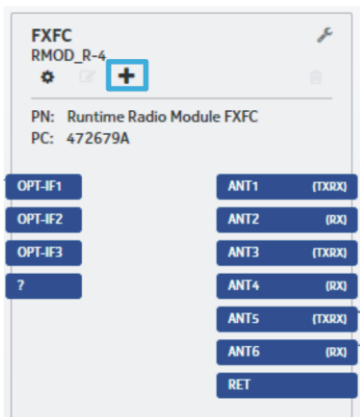 FXFC
RMOD_R-4
PN: Runtime Radio Module FXFC
PC: 472679A
OPT-IF1
OPT-IF2
OPT-IF3
?
ANT1 (TXRX)
ANT2 (RX)
ANT3 (TXRX)
ANT4 (RX)
ANT5 (TXRX)
ANT6 (RX)
RET